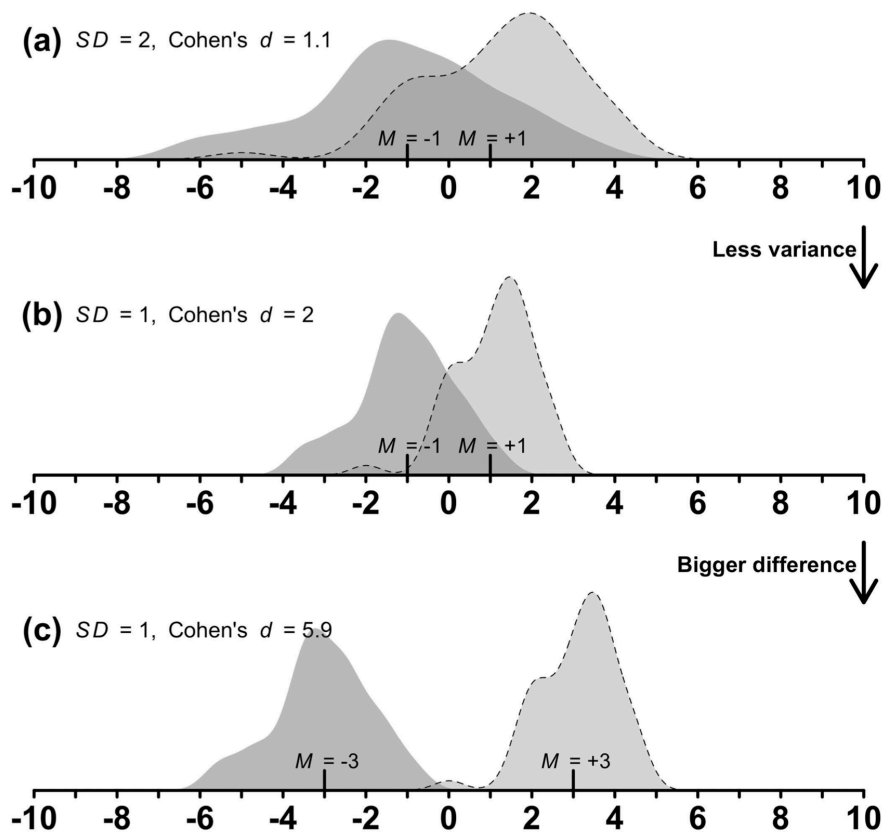 (a) SD = 2, Cohen's d = 1.1
M = -1 M = +1
-10 -8 -6 -4 -2 0 2 4 6 8 10
Less variance
(b) SD = 1, Cohen's d = 2
M = -1 M = +1
-10 -8 -6 -4 -2 0 2 4 6 8 10
Bigger difference
(c) SD = 1, Cohen's d = 5.9
M = -3 M = +3
-10 -8 -6 -4 -2 0 2 4 6 8 10